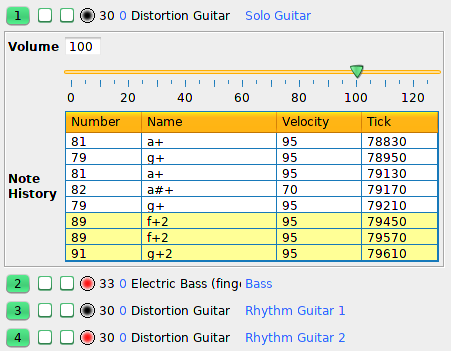 1 30 0 Distortion Guitar Solo Guitar
Volume 100
0 20 40 60 80 100 120
Number Name Velocity Tick
81 a+ 95 78830
79 g+ 95 78950
81 a+ 95 79130
82 a#+ 70 79170
79 g+ 95 79210
89 f+2 95 79450
89 f+2 95 79570
91 g+2 95 79610
Note
History
2 33 0 Electric Bass (fing Bass
3 30 0 Distortion Guitar Rhythm Guitar 1
4 30 0 Distortion Guitar Rhythm Guitar 2